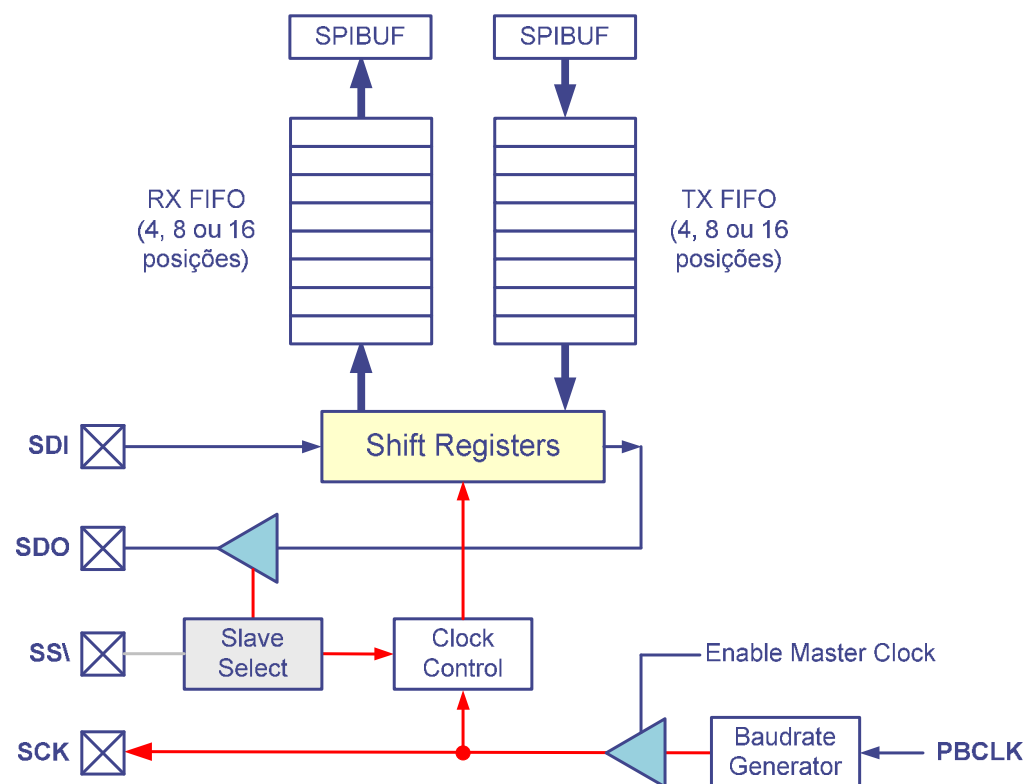 SPIBUF
SPIBUF
RX FIFO
(4, 8 ou 16
posições)
TX FIFO
(4, 8 ou 16
posições)
SDI
Shift Registers
SDO
SS\
Slave
Select
Clock
Control
Enable Master Clock
SCK
Baudrate
Generator
PBCLK